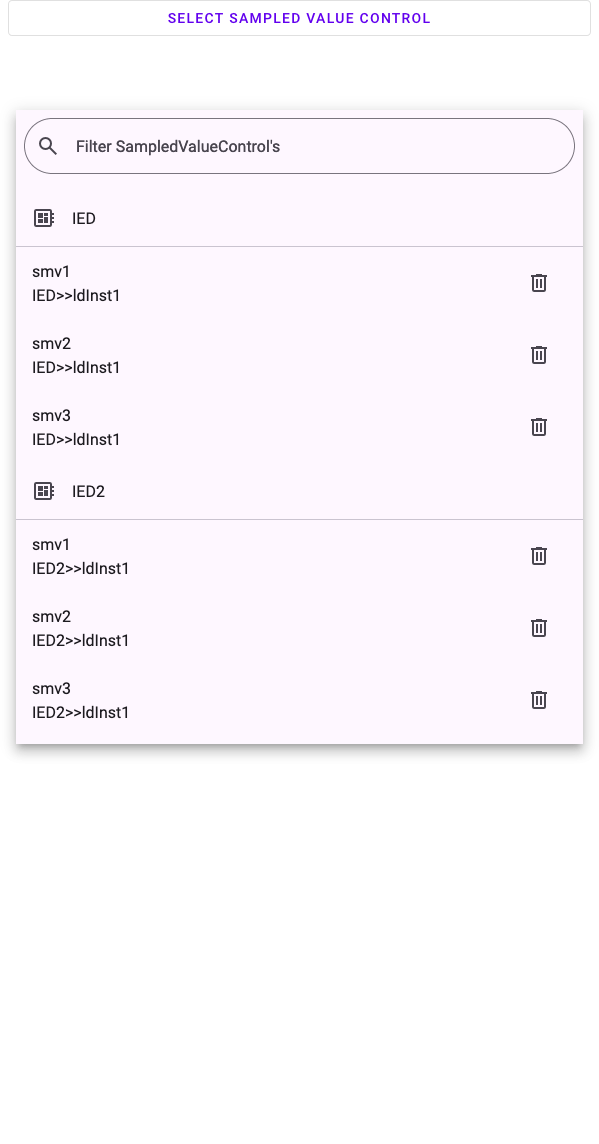 SELECT SAMPLED VALUE CONTROL
Filter SampledValueControl's
IED
smv1
IED>>ldInst1
smv2
IED>>ldInst1
smv3
IED>>ldInst1
IED2
smv1
IED2>>ldInst1
smv2
IED2>>ldInst1
smv3
IED2>>ldInst1